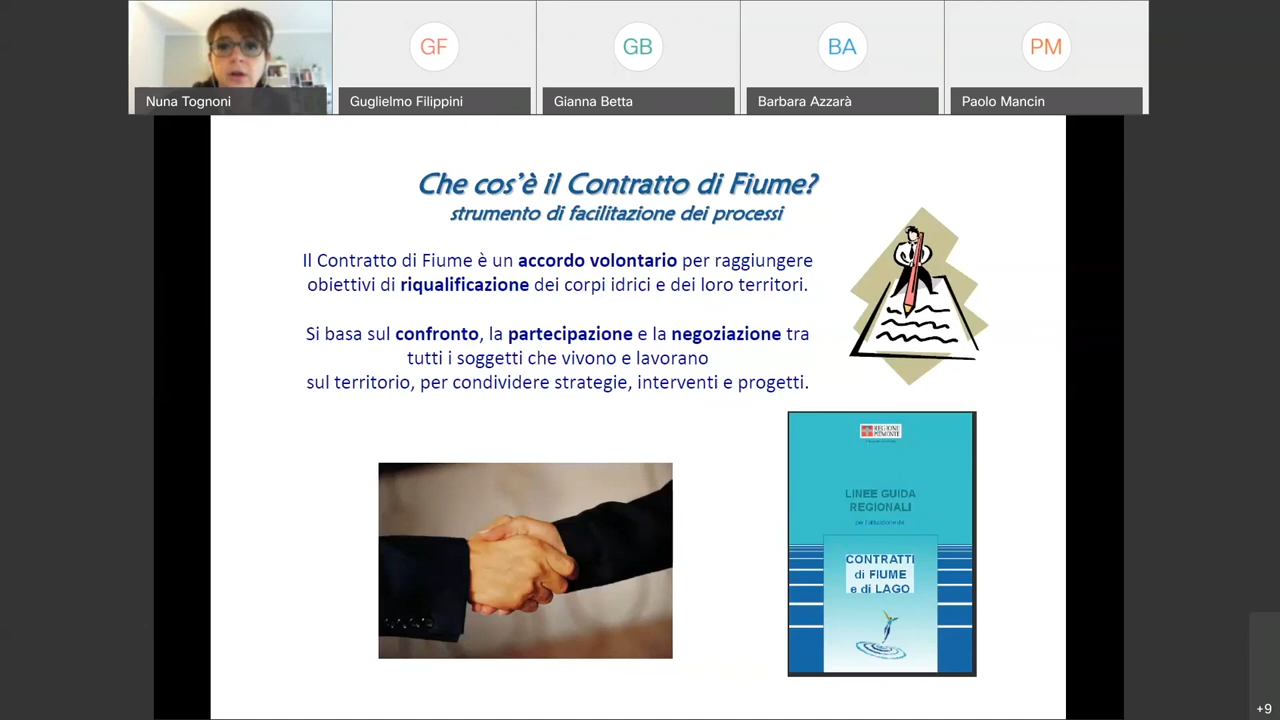 GF
GB
BA
PM
Nuna Tognoni
Guglielmo Filippini
Gianna Betta
Barbara Azzarà
Paolo Mancin
Che cos'è il Contratto di Fiume?
strumento di facilitazione dei processi
Il Contratto di Fiume è un accordo volontario per raggiungere
obiettivi di riqualificazione dei corpi idrici e dei loro territori.
Si basa sul confronto, la partecipazione e la negoziazione tra
tutti i soggetti che vivono e lavorano
sul territorio, per condividere strategie, interventi e progetti.
REGIONE
PIEMONTE
LINEE GUIDA
REGIONALI
per l'attuazione dei
CONTRATTI
di FIUME
e di LAGO
+9